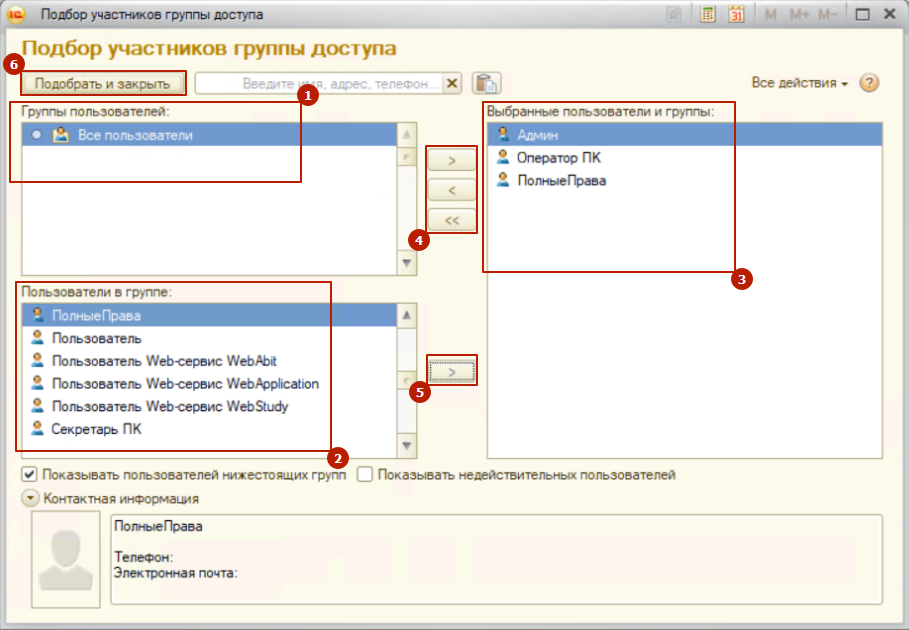 Подбор участников группы доступа
31 M M+ M-
Подбор участников группы доступа
6
Подобрать и закрыть Введите имя, адрес, телефон... Все действия ?
1
Группы пользователей: Выбранные пользователи и группы:
Все пользователи Админ
> Оператор ПК
< ПолныеПрава
<<
4
3
Пользователи в группе:
ПолныеПрава
Пользователь
Пользователь Web-сервис WebAbit
>
Пользователь Web-сервис WebApplication
5
Пользователь Web-сервис WebStudy
Секретарь ПК
2
Показывать пользователей нижестоящих групп Показывать недействительных пользователей
Контактная информация
ПолныеПрава
Телефон:
Электронная почта: